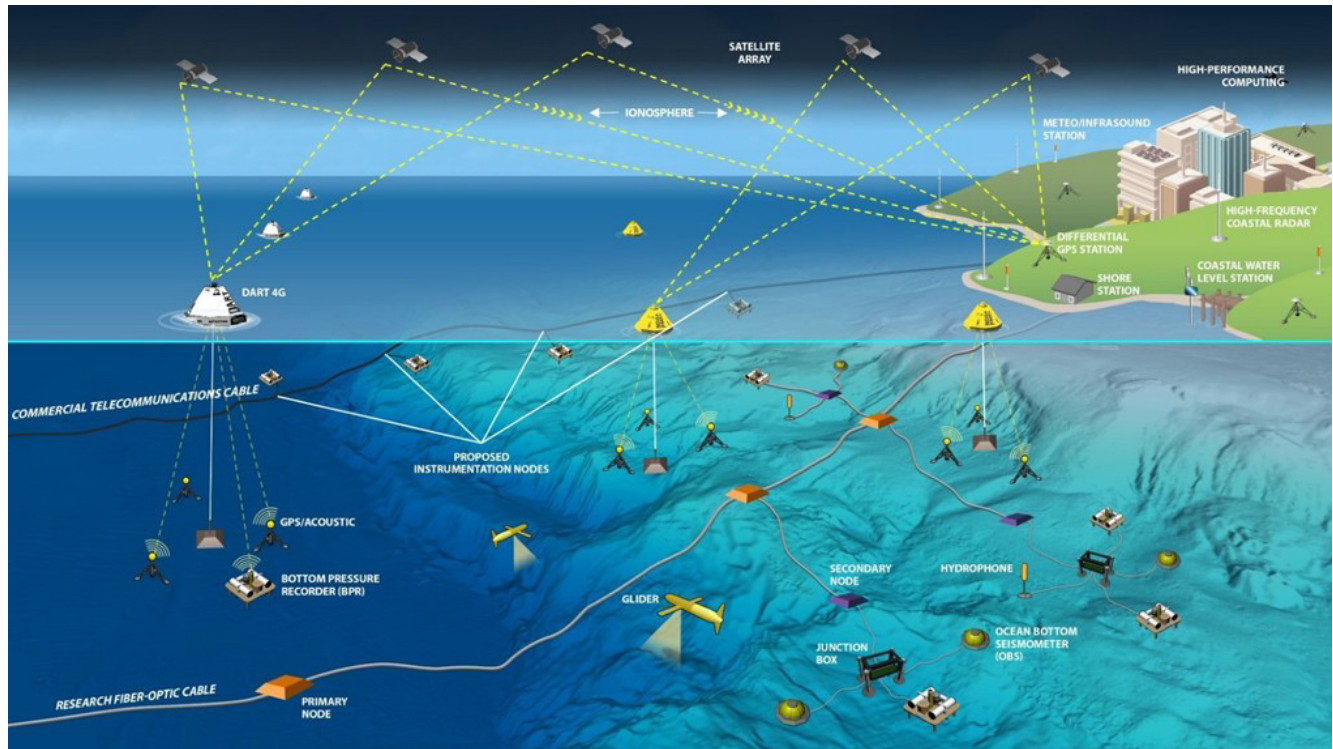 SATELLITE
ARRAY
HIGH-PERFORMANCE
COMPUTING
IONOSPHERE
METEO/INFRASOUND
STATION
HIGH-FREQUENCY
COASTAL RADAR
DIFFERENTIAL
GPS STATION
COASTAL WATER
LEVEL STATION
SHORE
STATION
DART 4G
DART
COMMERCIAL TELECOMMUNICATIONS CABLE
PROPOSED
INSTRUMENTATION NODES
GPS/ACOUSTIC
BOTTOM PRESSURE
RECORDER (BPR)
GLIDER
SECONDARY
NODE
HYDROPHONE
JUNCTION
BOX
OCEAN BOTTOM
SEISMOMETER
(OBS)
RESEARCH FIBER-OPTIC CABLE
PRIMARY
NODE